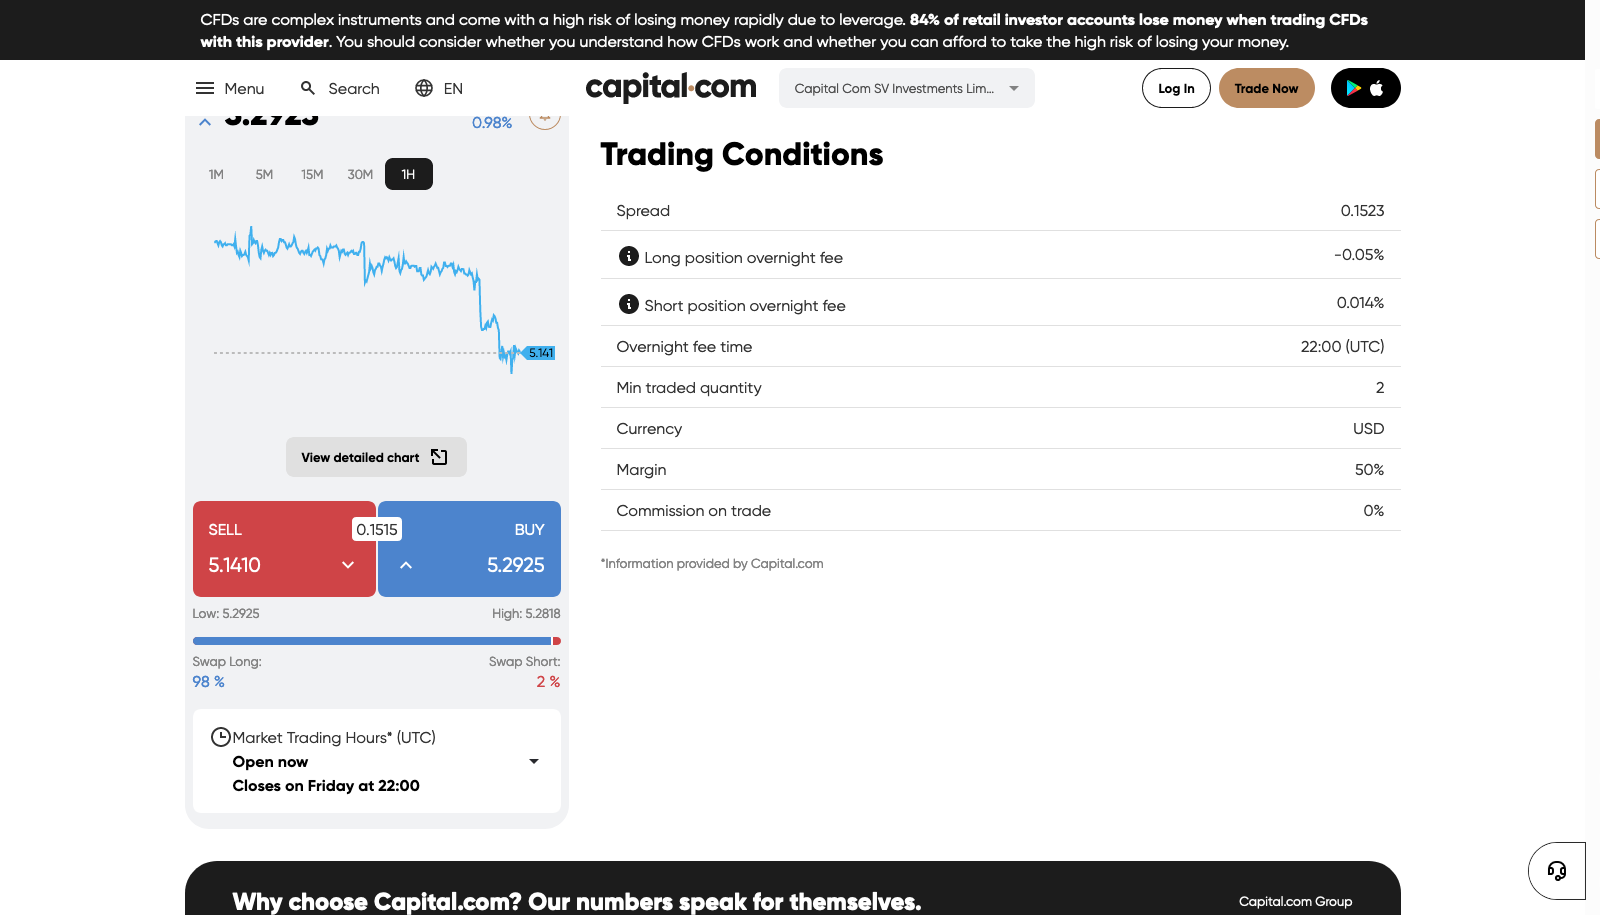 CFDs are complex instruments and come with a high risk of losing money rapidly due to leverage. 84% of retail investor accounts lose money when trading CFDs
with this provider. You should consider whether you understand how CFDs work and whether you can afford to take the high risk of losing your money.
Menu
Search
EN
capital.com
Capital Com SV Investments Lim...
Log In
Trade Now
5.2925
0.98%
1M
5M
15M
30M
1H
5.141
View detailed chart
SELL
0.1515
BUY
5.1410
5.2925
Low: 5.2925
High: 5.2818
Swap Long:
Swap Short:
98 %
2 %
Market Trading Hours* (UTC)
Open now
Closes on Friday at 22:00
Trading Conditions
Spread
0.1523
Long position overnight fee
-0.05%
Short position overnight fee
0.014%
Overnight fee time
22:00 (UTC)
Min traded quantity
2
Currency
USD
Margin
50%
Commission on trade
0%
*Information provided by Capital.com
Why choose Capital.com? Our numbers speak for themselves.
Capital.com Group